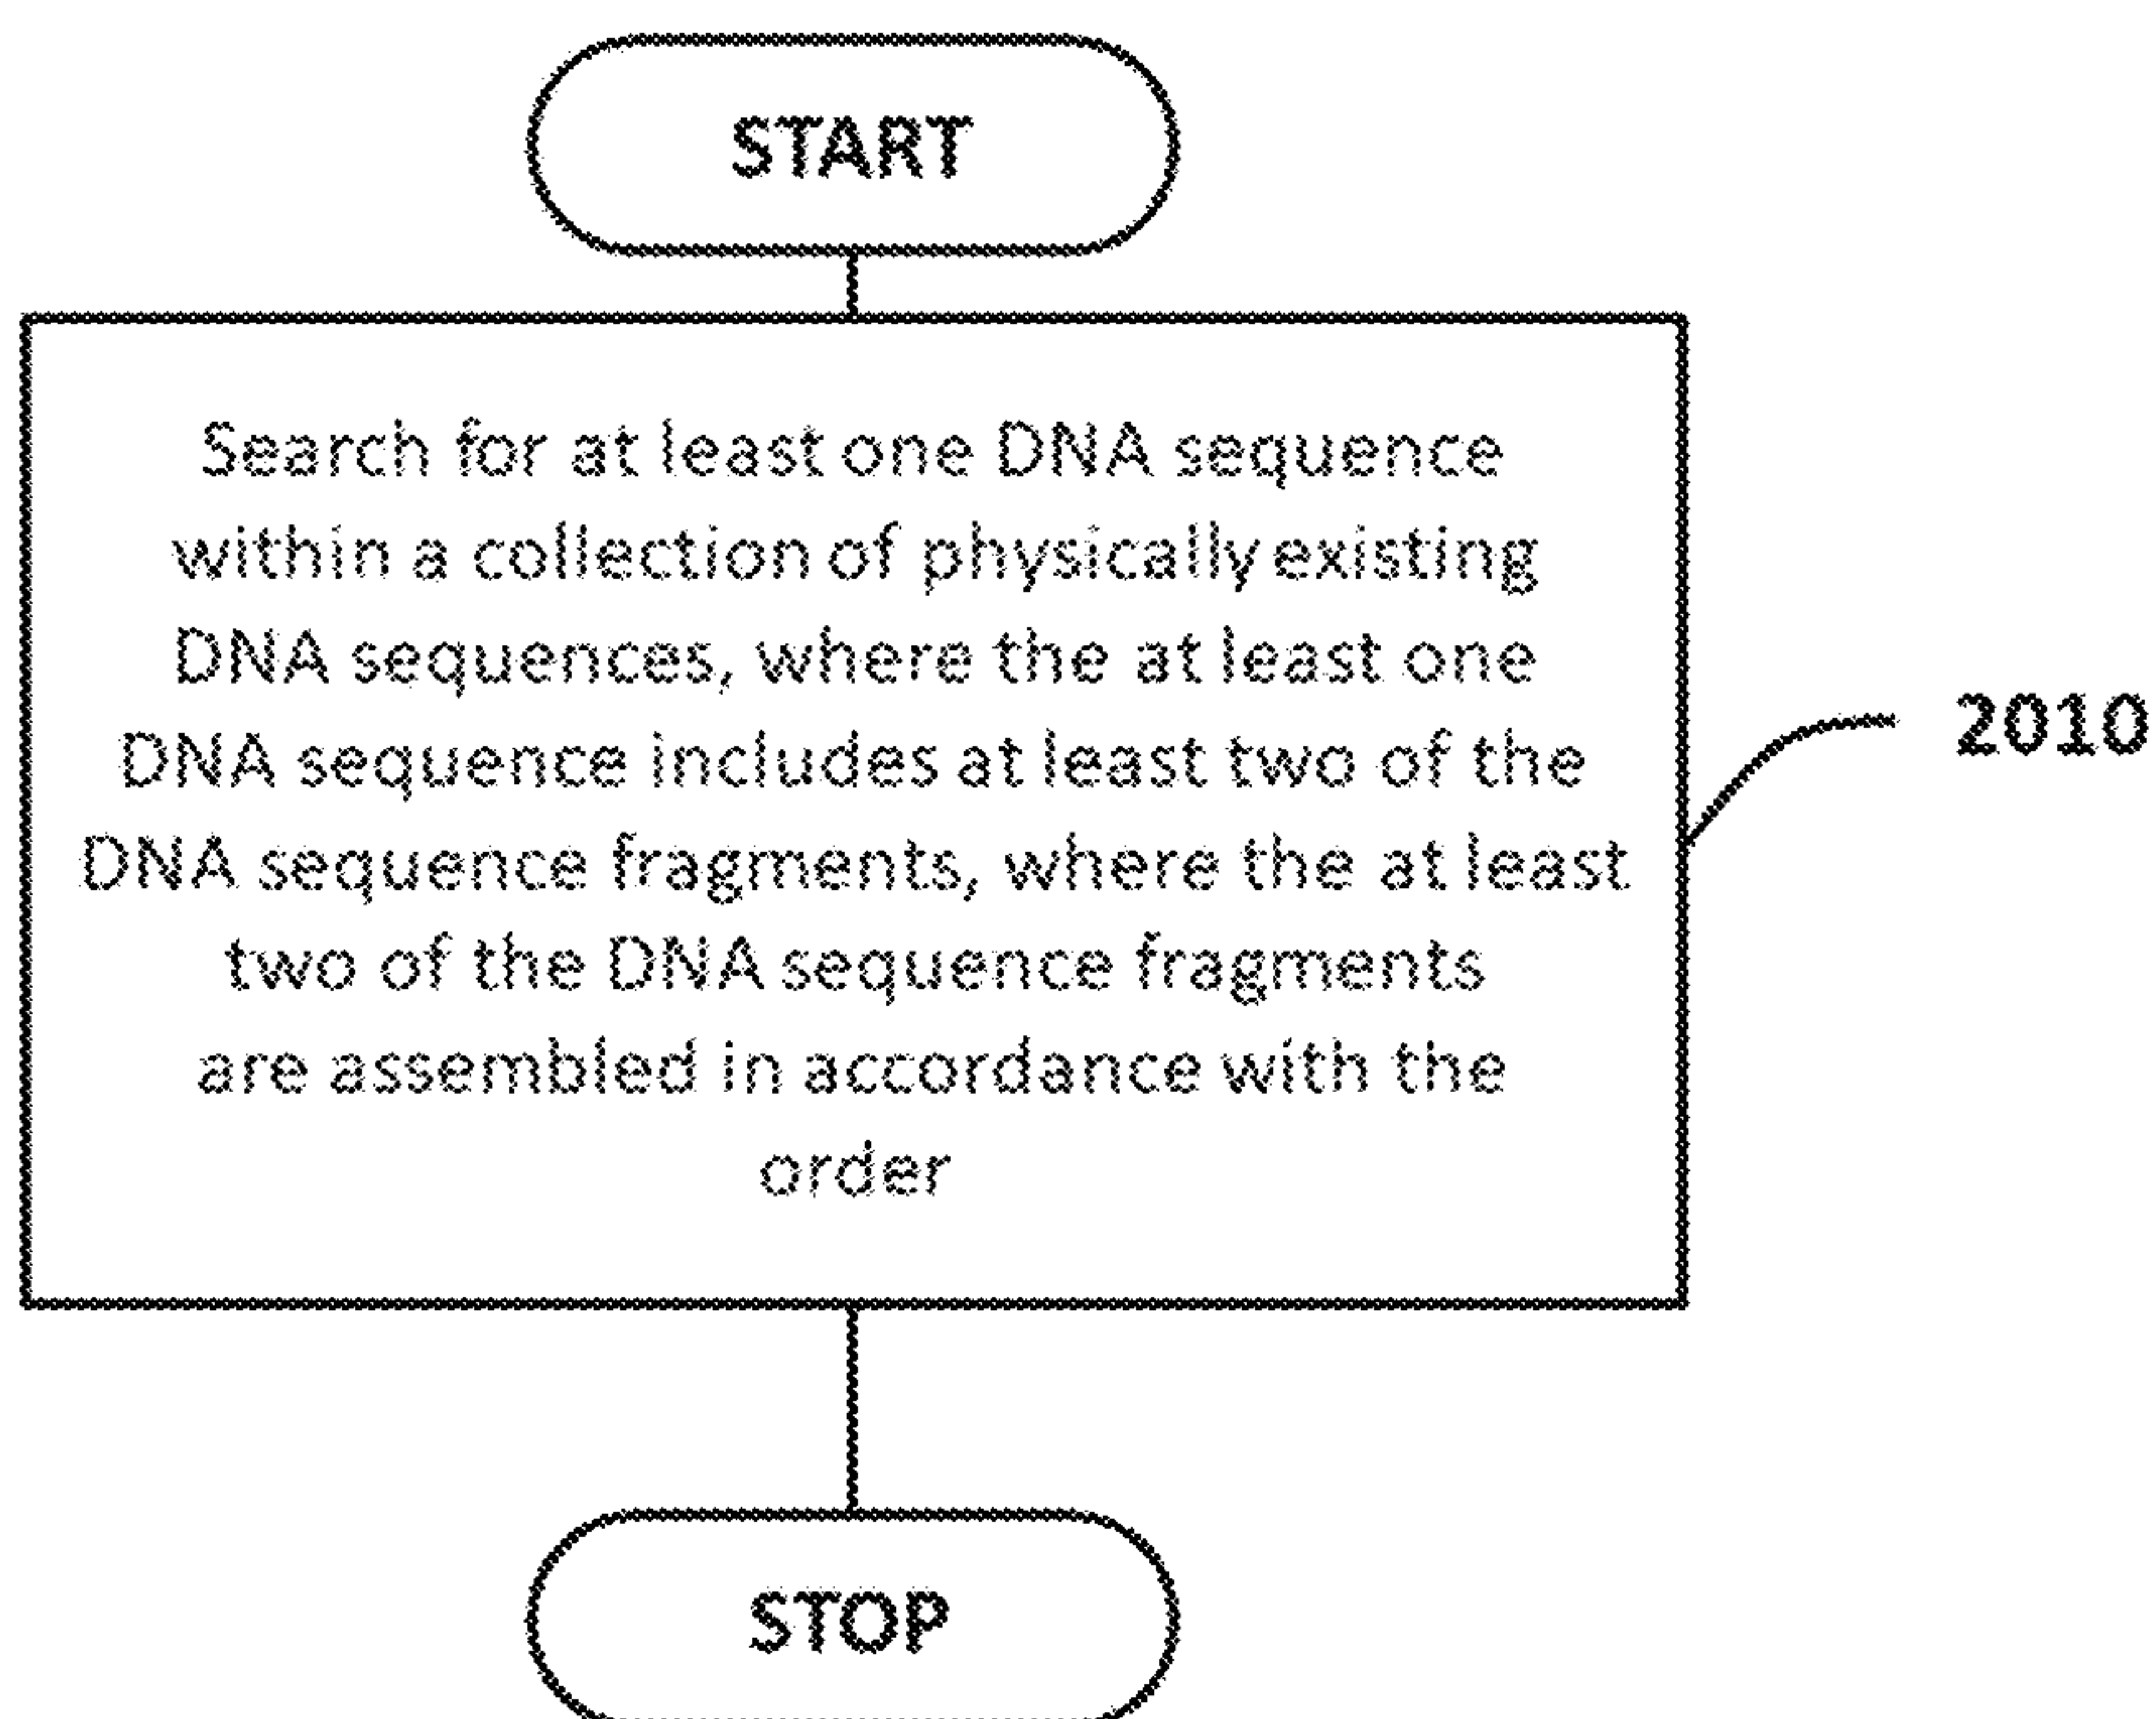 START
Search for at least one DNA sequence
within a collection of physically existing
DNA sequences, where the at least one
DNA sequence includes at least two of the
DNA sequence fragments, where the at least
two of the DNA sequence fragments
are assembled in accordance with the
order
2010
STOP